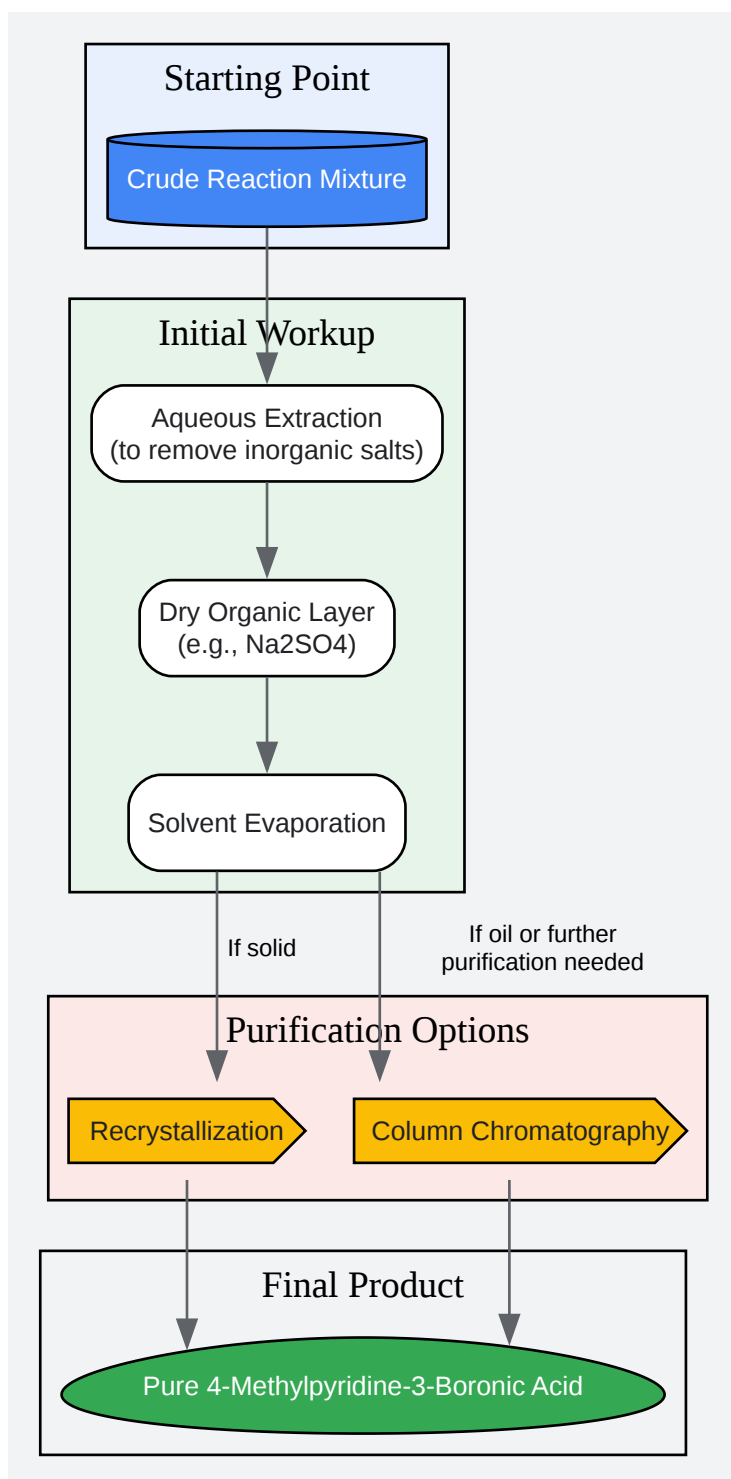 Starting Point
Crude Reaction Mixture
Initial Workup
Aqueous Extraction
(to remove inorganic salts)
Dry Organic Layer
(e.g., Na2SO4)
Solvent Evaporation
If solid
If oil or further
purification needed
Purification Options
Recrystallization
Column Chromatography
Final Product
Pure 4-Methylpyridine-3-Boronic Acid